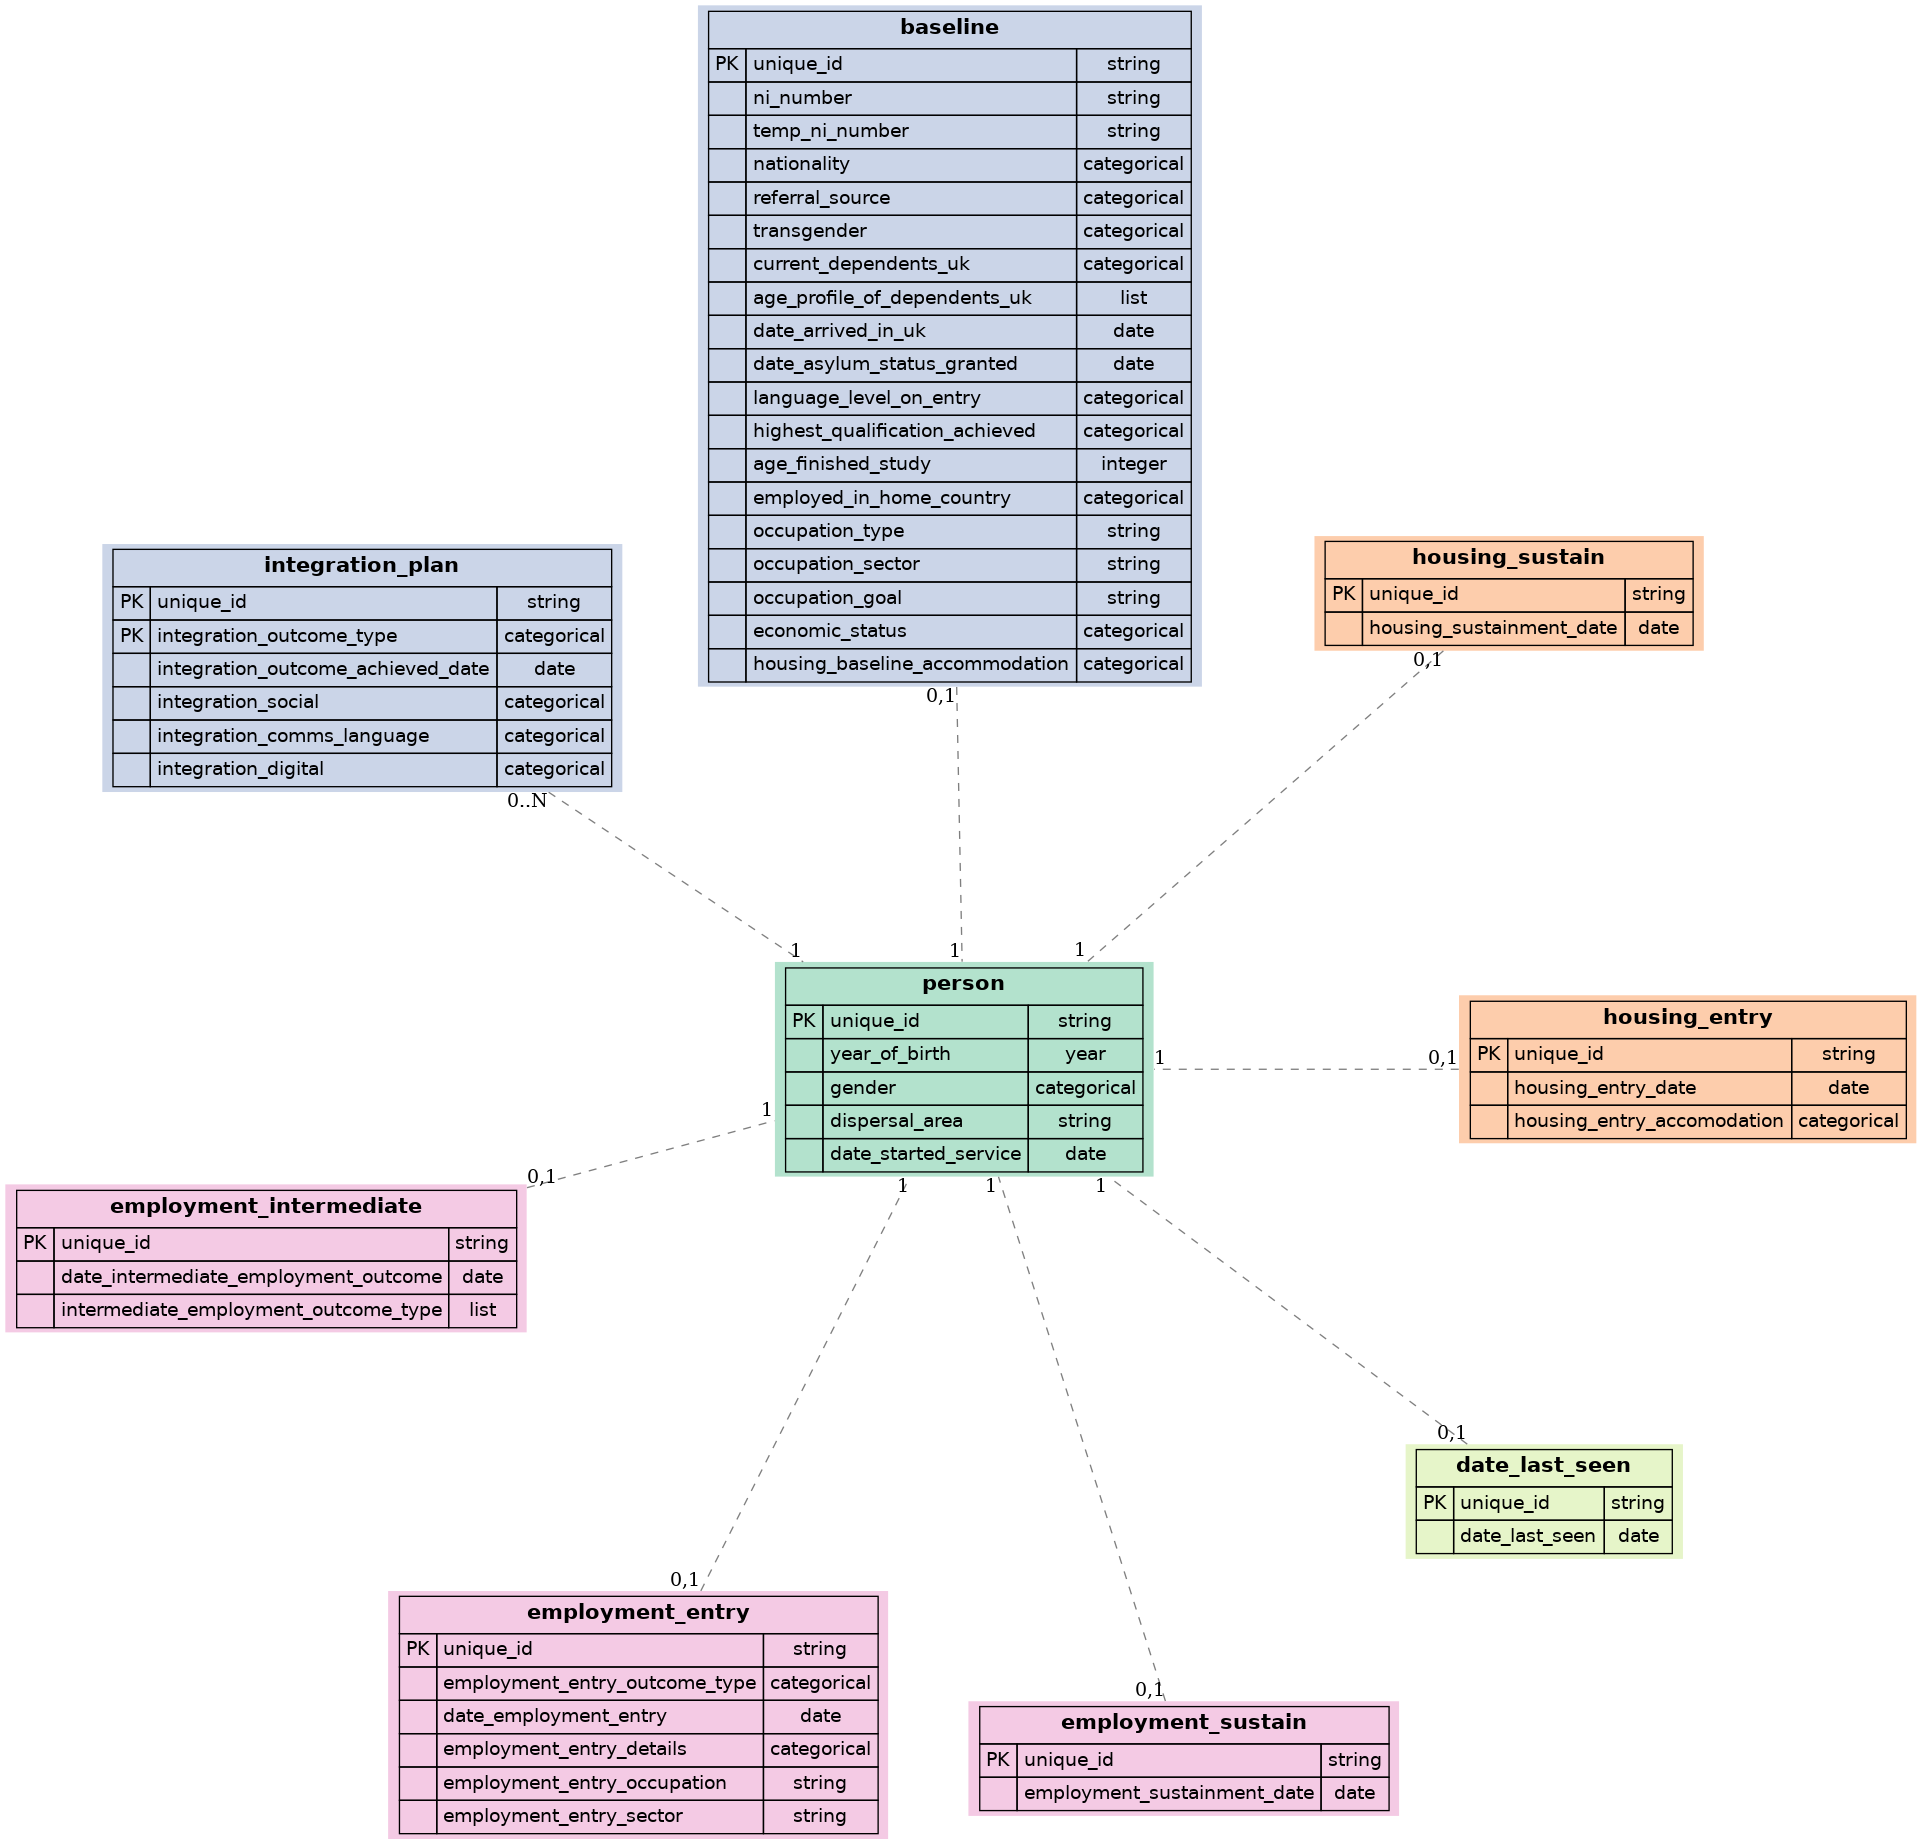 baseline
PK unique_id string
ni_number string
temp_ni_number string
nationality categorical
referral_source categorical
transgender categorical
current_dependents_uk categorical
age_profile_of_dependents_uk list
date_arrived_in_uk date
date_asylum_status_granted date
language_level_on_entry categorical
highest_qualification_achieved categorical
age_finished_study integer
employed_in_home_country categorical
occupation_type string
occupation_sector string
occupation_goal string
economic_status categorical
housing_baseline_accommodation categorical
0,1
integration_plan
PK unique_id string
PK integration_outcome_type categorical
integration_outcome_achieved_date date
integration_social categorical
integration_comms_language categorical
integration_digital categorical
0..N
housing_sustain
PK unique_id string
housing_sustainment_date date
0,1
1
1
1
person
PK unique_id string
year_of_birth year
gender categorical
dispersal_area string
date_started_service date
1
0,1
housing_entry
PK unique_id string
housing_entry_date date
housing_entry_accomodation categorical
1
0,1
employment_intermediate
PK unique_id string
date_intermediate_employment_outcome date
intermediate_employment_outcome_type list
1
1
1
0,1
date_last_seen
PK unique_id string
date_last_seen date
0,1
employment_entry
PK unique_id string
employment_entry_outcome_type categorical
date_employment_entry date
employment_entry_details categorical
employment_entry_occupation string
employment_entry_sector string
0,1
employment_sustain
PK unique_id string
employment_sustainment_date date